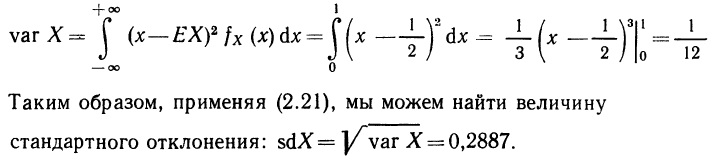 var X = ∫_{−∞}^{+∞} (x—EX)² f_X (x) dx = ∫_0^1 (x — 1/2)² dx = 1/3 (x — 1/2)³|_0^1 = 1/12
Таким образом, применяя (2.21), мы можем найти величину
стандартного отклонения: sdX = √var X = 0,2887.